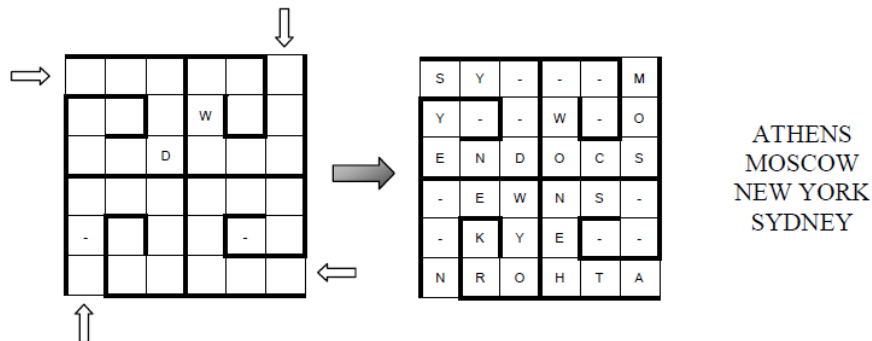 W
D
-
-
S Y - - - M
Y - - W - O
E N D O C S
- E W N S -
- K Y E - -
N R O H T A
ATHENS
MOSCOW
NEW YORK
SYDNEY